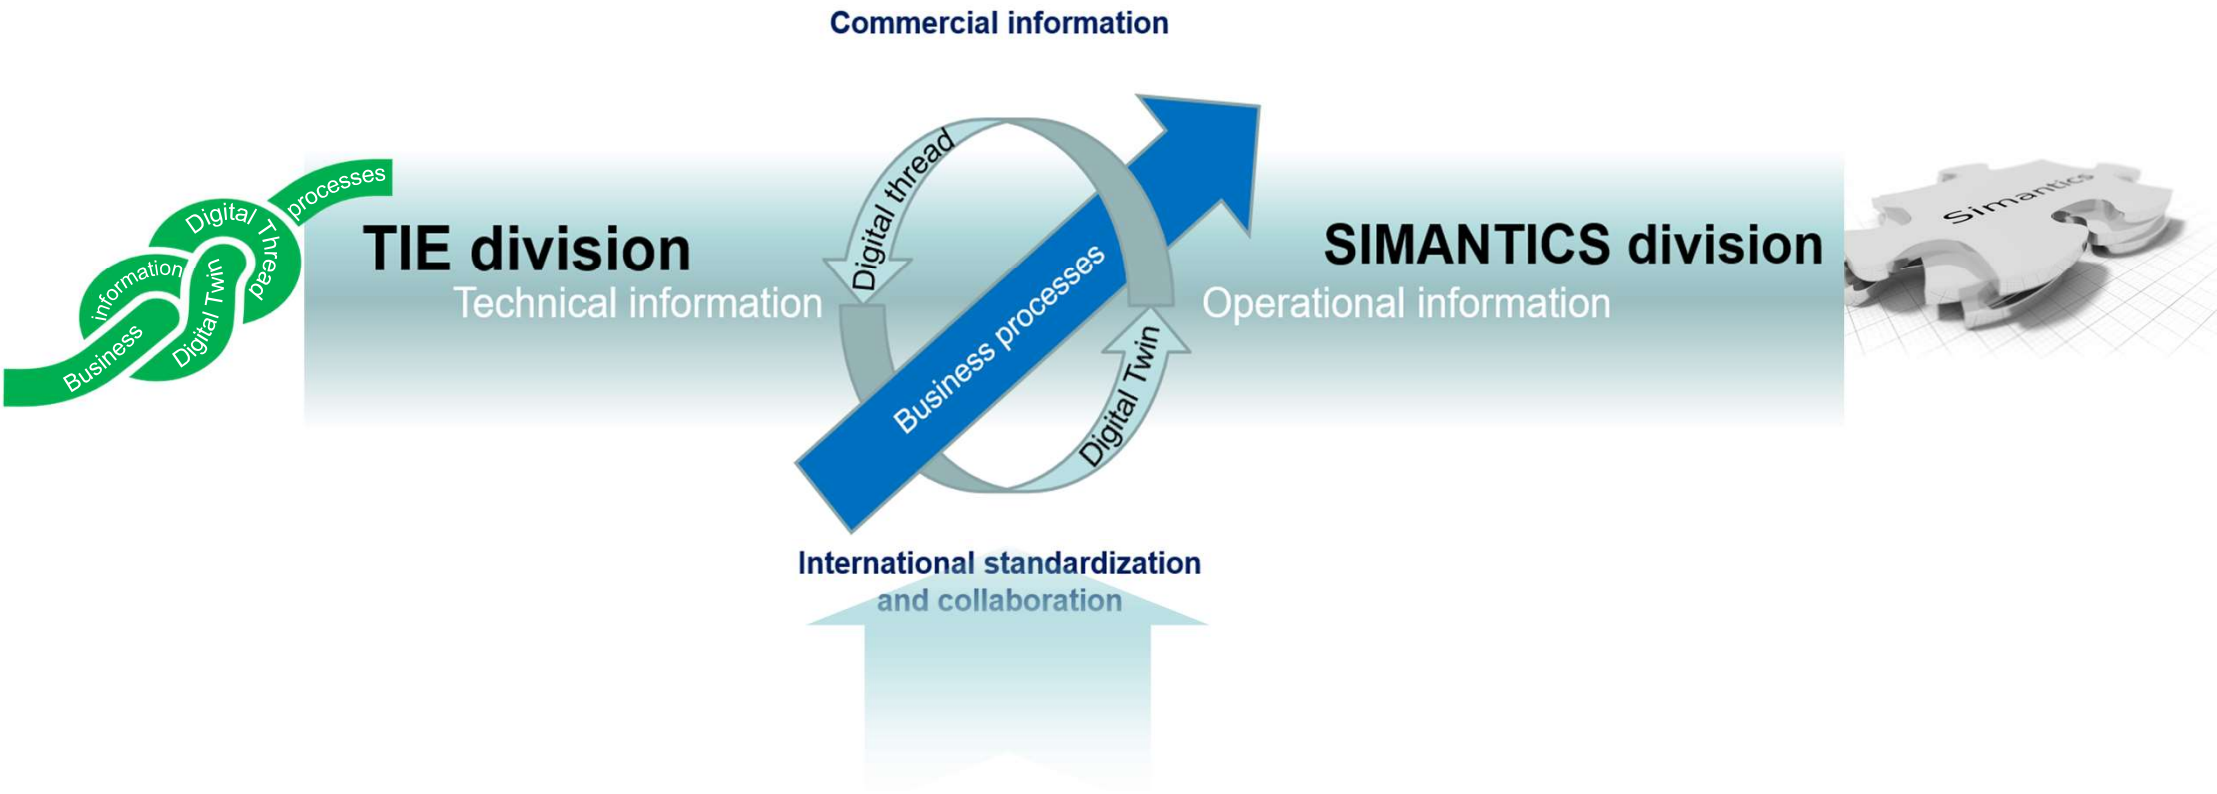 Commercial information
processes
Digital Thread
information
Digital Twin
Business
TIE division
Technical information
Digital thread
Business processes
Digital Twin
SIMANTICS division
Operational information
Simantics
International standardization
and collaboration